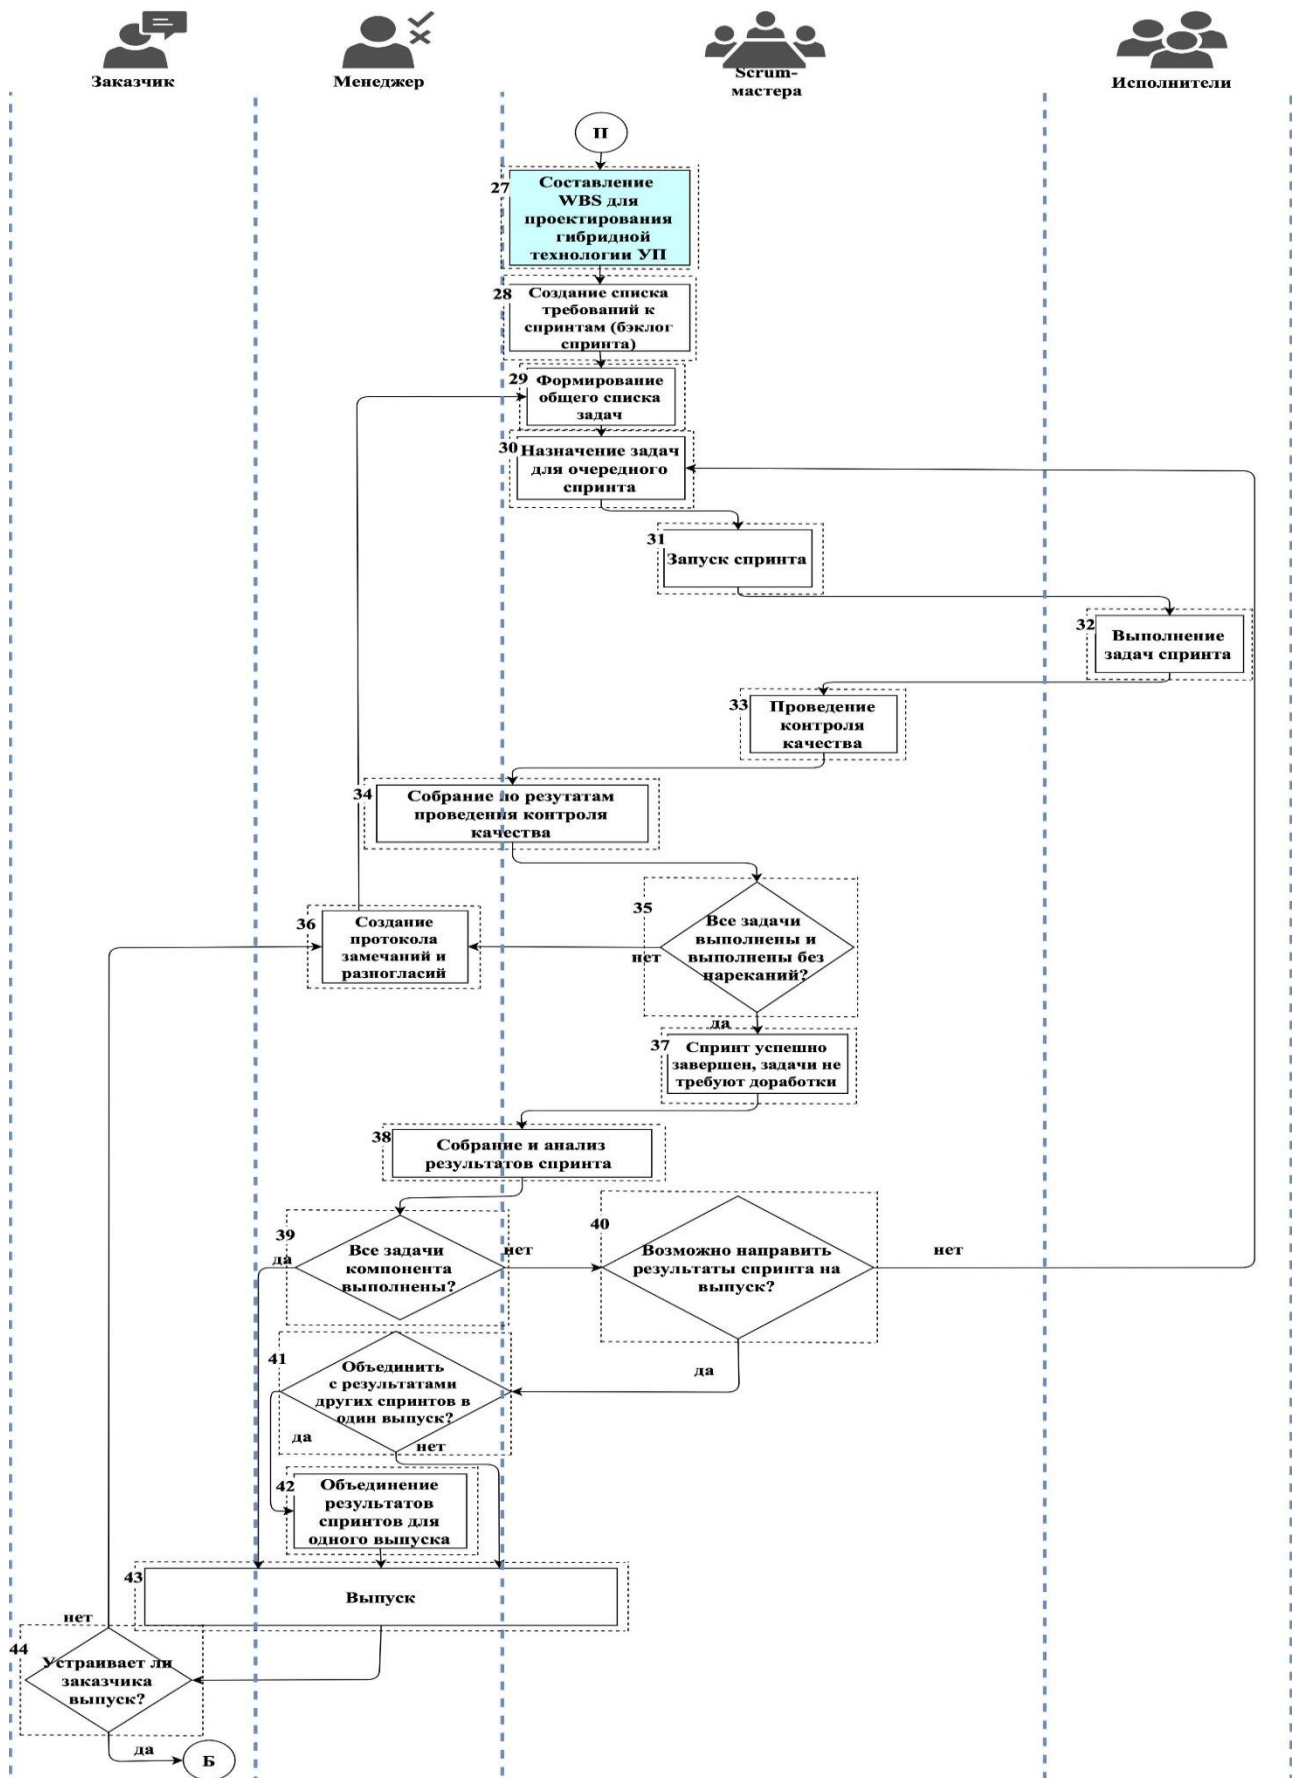 Заказчик
Менеджер
Scrum-
мастера
Исполнители
П
27
Составление
WBS для
проектирования
гибридной
технологии УП
28
Создание списка
требований к
спринтам (бэклог
спринта)
29
Формирование
общего списка
задач
30
Назначение задач
для очередного
спринта
31
Запуск спринта
32
Выполнение
задач спринта
33
Проведение
контроля
качества
34
Собрание по резутатам
проведения контроля
качества
35
Все задачи
выполнены и
выполнены без
нареканий?
нет
да
36
Создание
протокола
замечаний и
разногласий
37
Спринт успешно
завершен, задачи не
требуют доработки
38
Собрание и анализ
результатов спринта
39
Все задачи
компонента
выполнены?
да
нет
40
Возможно направить
результаты спринта на
выпуск?
нет
да
41
Объединить
с результатами
других спринтов в
один выпуск?
да
нет
42
Объединение
результатов
спринтов для
одного выпуска
43
Выпуск
нет
44
Устраивает ли
заказчика
выпуск?
да
Б